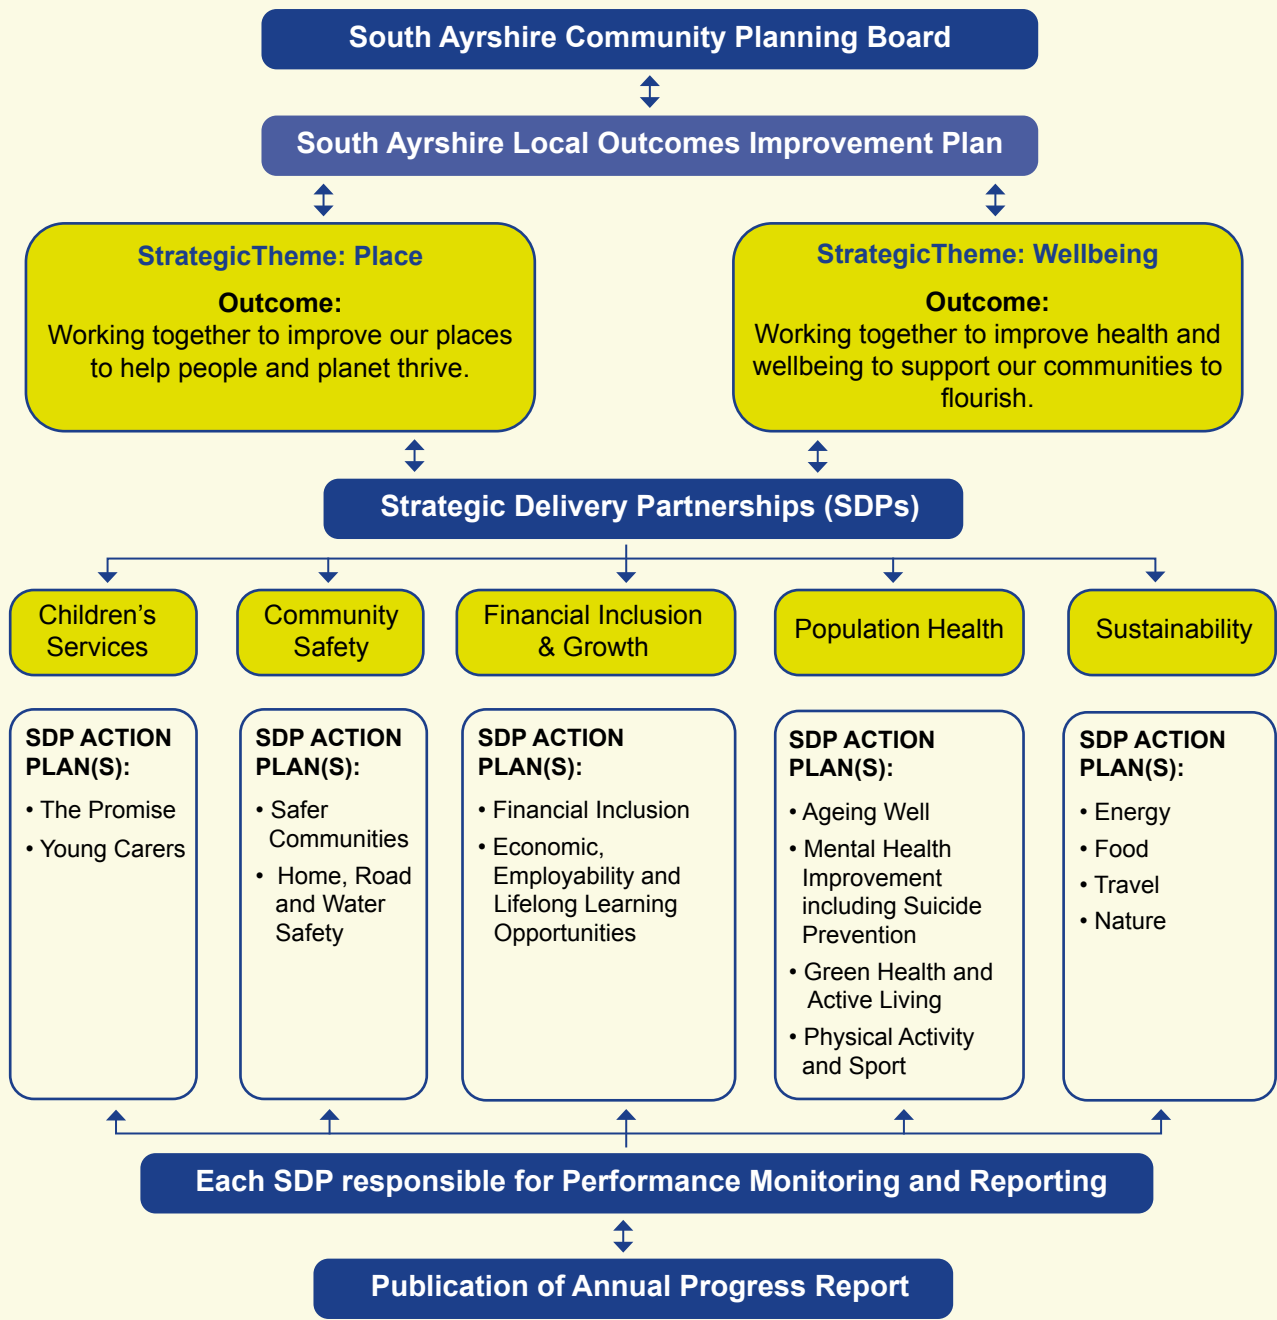 South Ayrshire Community Planning Board
South Ayrshire Local Outcomes Improvement Plan
StrategicTheme: Place
Outcome:
Working together to improve our places
to help people and planet thrive.
StrategicTheme: Wellbeing
Outcome:
Working together to improve health and
wellbeing to support our communities to
flourish.
Strategic Delivery Partnerships (SDPs)
Children's
Services
Community
Safety
Financial Inclusion
& Growth
Population Health
Sustainability
SDP ACTION
PLAN(S):
• The Promise
• Young Carers
SDP ACTION
PLAN(S):
• Safer
Communities
• Home, Road
and Water
Safety
SDP ACTION
PLAN(S):
• Financial Inclusion
• Economic,
Employability and
Lifelong Learning
Opportunities
SDP ACTION
PLAN(S):
• Ageing Well
• Mental Health
Improvement
including Suicide
Prevention
• Green Health and
Active Living
• Physical Activity
and Sport
SDP ACTION
PLAN(S):
• Energy
• Food
• Travel
• Nature
Each SDP responsible for Performance Monitoring and Reporting
Publication of Annual Progress Report